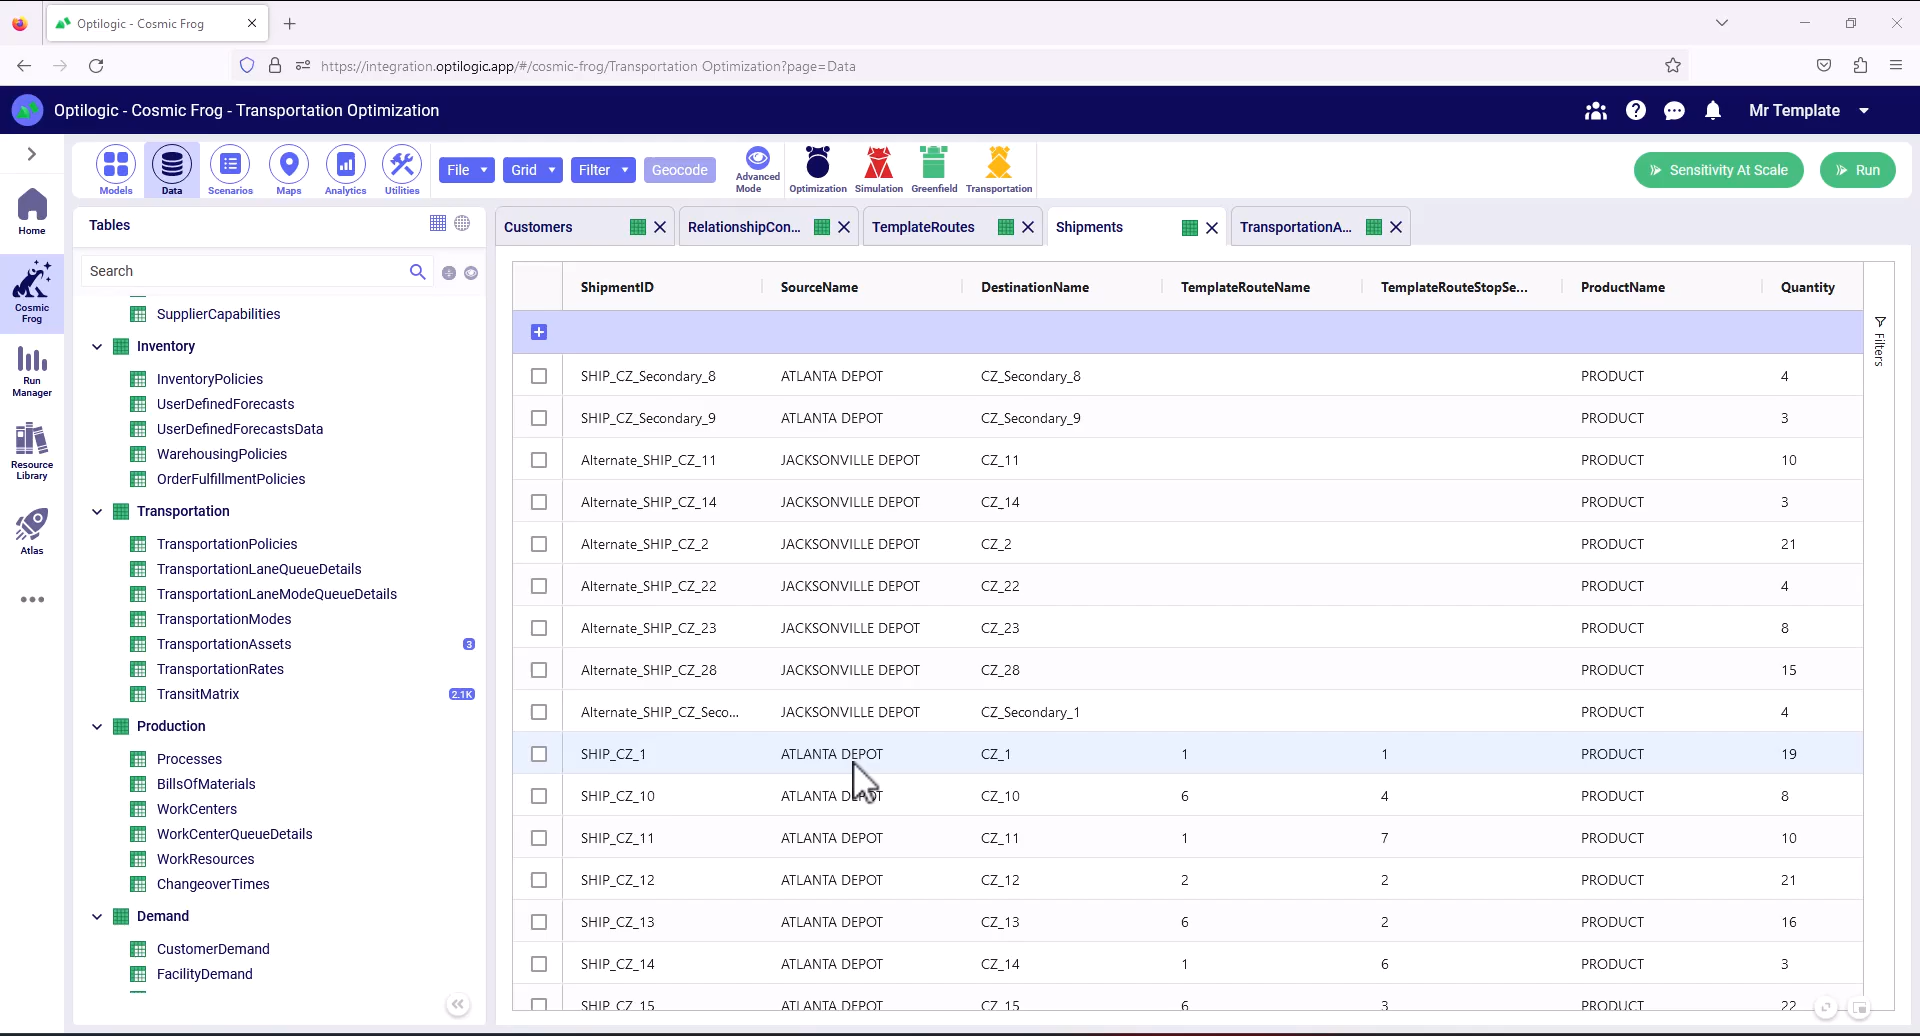 Optilogic - Cosmic Frog
https://integration.optilogic.app/#/cosmic-frog/Transportation Optimization?page=Data
Optilogic - Cosmic Frog - Transportation Optimization
Mr Template
Models
Data
Scenarios
Maps
Analytics
Utilities
File
Grid
Filter
Geocode
Advanced
Mode
Optimization
Simulation
Greenfield
Transportation
Sensitivity At Scale
Run
Home
Cosmic
Frog
Run
Manager
Resource
Library
Atlas
Tables
Search
SupplierCapabilities
Inventory
InventoryPolicies
UserDefinedForecasts
UserDefinedForecastsData
WarehousingPolicies
OrderFulfillmentPolicies
Transportation
TransportationPolicies
TransportationLaneQueueDetails
TransportationLaneModeQueueDetails
TransportationModes
TransportationAssets 3
TransportationRates
TransitMatrix 2.1K
Production
Processes
BillsOfMaterials
WorkCenters
WorkCenterQueueDetails
WorkResources
ChangeoverTimes
Demand
CustomerDemand
FacilityDemand
Customers
RelationshipCon...
TemplateRoutes
Shipments
TransportationA...
ShipmentID SourceName DestinationName TemplateRouteName TemplateRouteStopSe... ProductName Quantity
SHIP_CZ_Secondary_8 ATLANTA DEPOT CZ_Secondary_8 PRODUCT 4
SHIP_CZ_Secondary_9 ATLANTA DEPOT CZ_Secondary_9 PRODUCT 3
Alternate_SHIP_CZ_11 JACKSONVILLE DEPOT CZ_11 PRODUCT 10
Alternate_SHIP_CZ_14 JACKSONVILLE DEPOT CZ_14 PRODUCT 3
Alternate_SHIP_CZ_2 JACKSONVILLE DEPOT CZ_2 PRODUCT 21
Alternate_SHIP_CZ_22 JACKSONVILLE DEPOT CZ_22 PRODUCT 4
Alternate_SHIP_CZ_23 JACKSONVILLE DEPOT CZ_23 PRODUCT 8
Alternate_SHIP_CZ_28 JACKSONVILLE DEPOT CZ_28 PRODUCT 15
Alternate_SHIP_CZ_Seco... JACKSONVILLE DEPOT CZ_Secondary_1 PRODUCT 4
SHIP_CZ_1 ATLANTA DEPOT CZ_1 1 1 PRODUCT 19
SHIP_CZ_10 ATLANTA DEPOT CZ_10 6 4 PRODUCT 8
SHIP_CZ_11 ATLANTA DEPOT CZ_11 1 7 PRODUCT 10
SHIP_CZ_12 ATLANTA DEPOT CZ_12 2 2 PRODUCT 21
SHIP_CZ_13 ATLANTA DEPOT CZ_13 6 2 PRODUCT 16
SHIP_CZ_14 ATLANTA DEPOT CZ_14 1 6 PRODUCT 3
SHIP_CZ_15 ATLANTA DEPOT CZ_15 6 3 PRODUCT 22
Filters